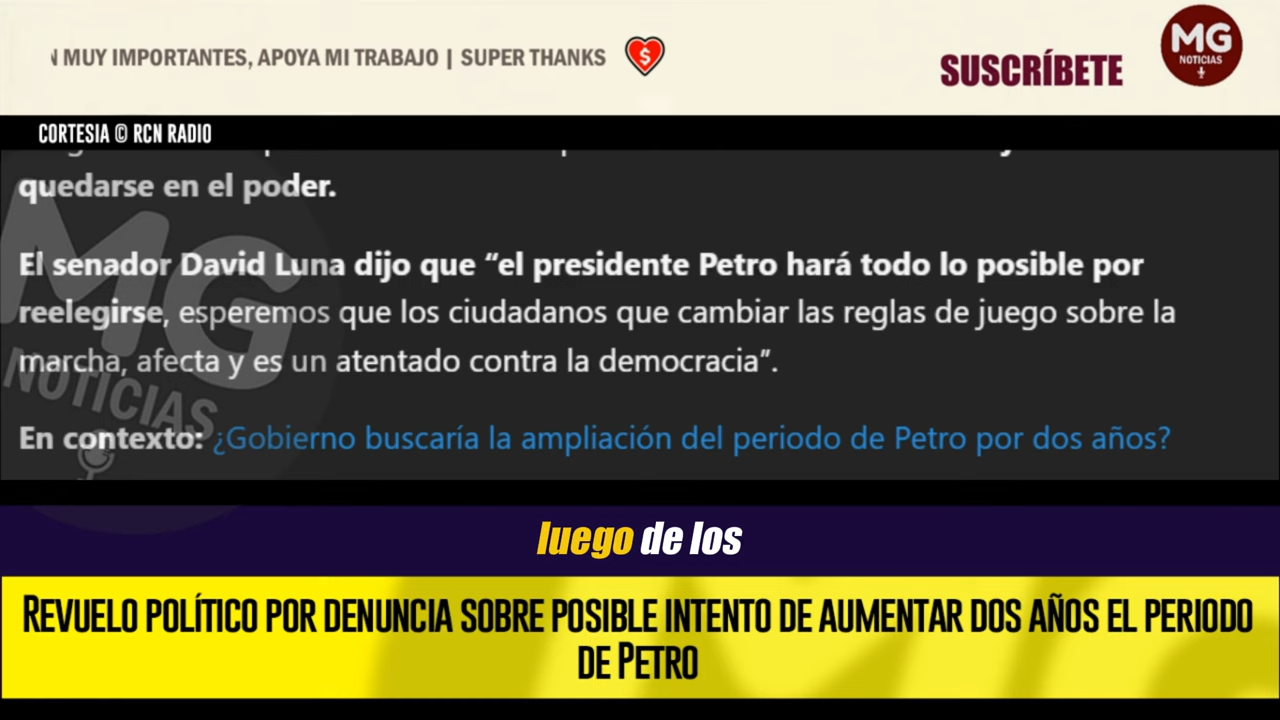 MUY IMPORTANTES, APOYA MI TRABAJO | SUPER THANKS
SUSCRÍBETE
MG
NOTICIAS
CORTESIA © RCN RADIO
quedarse en el poder.
El senador David Luna dijo que “el presidente Petro hará todo lo posible por
reelegirse, esperemos que los ciudadanos que cambiar las reglas de juego sobre la
marcha, afecta y es un atentado contra la democracia”.
En contexto: ¿Gobierno buscaría la ampliación del periodo de Petro por dos años?
MG
NOTICIAS
luego de los
REVUELO POLÍTICO POR DENUNCIA SOBRE POSIBLE INTENTO DE AUMENTAR DOS AÑOS EL PERIODO
DE PETRO